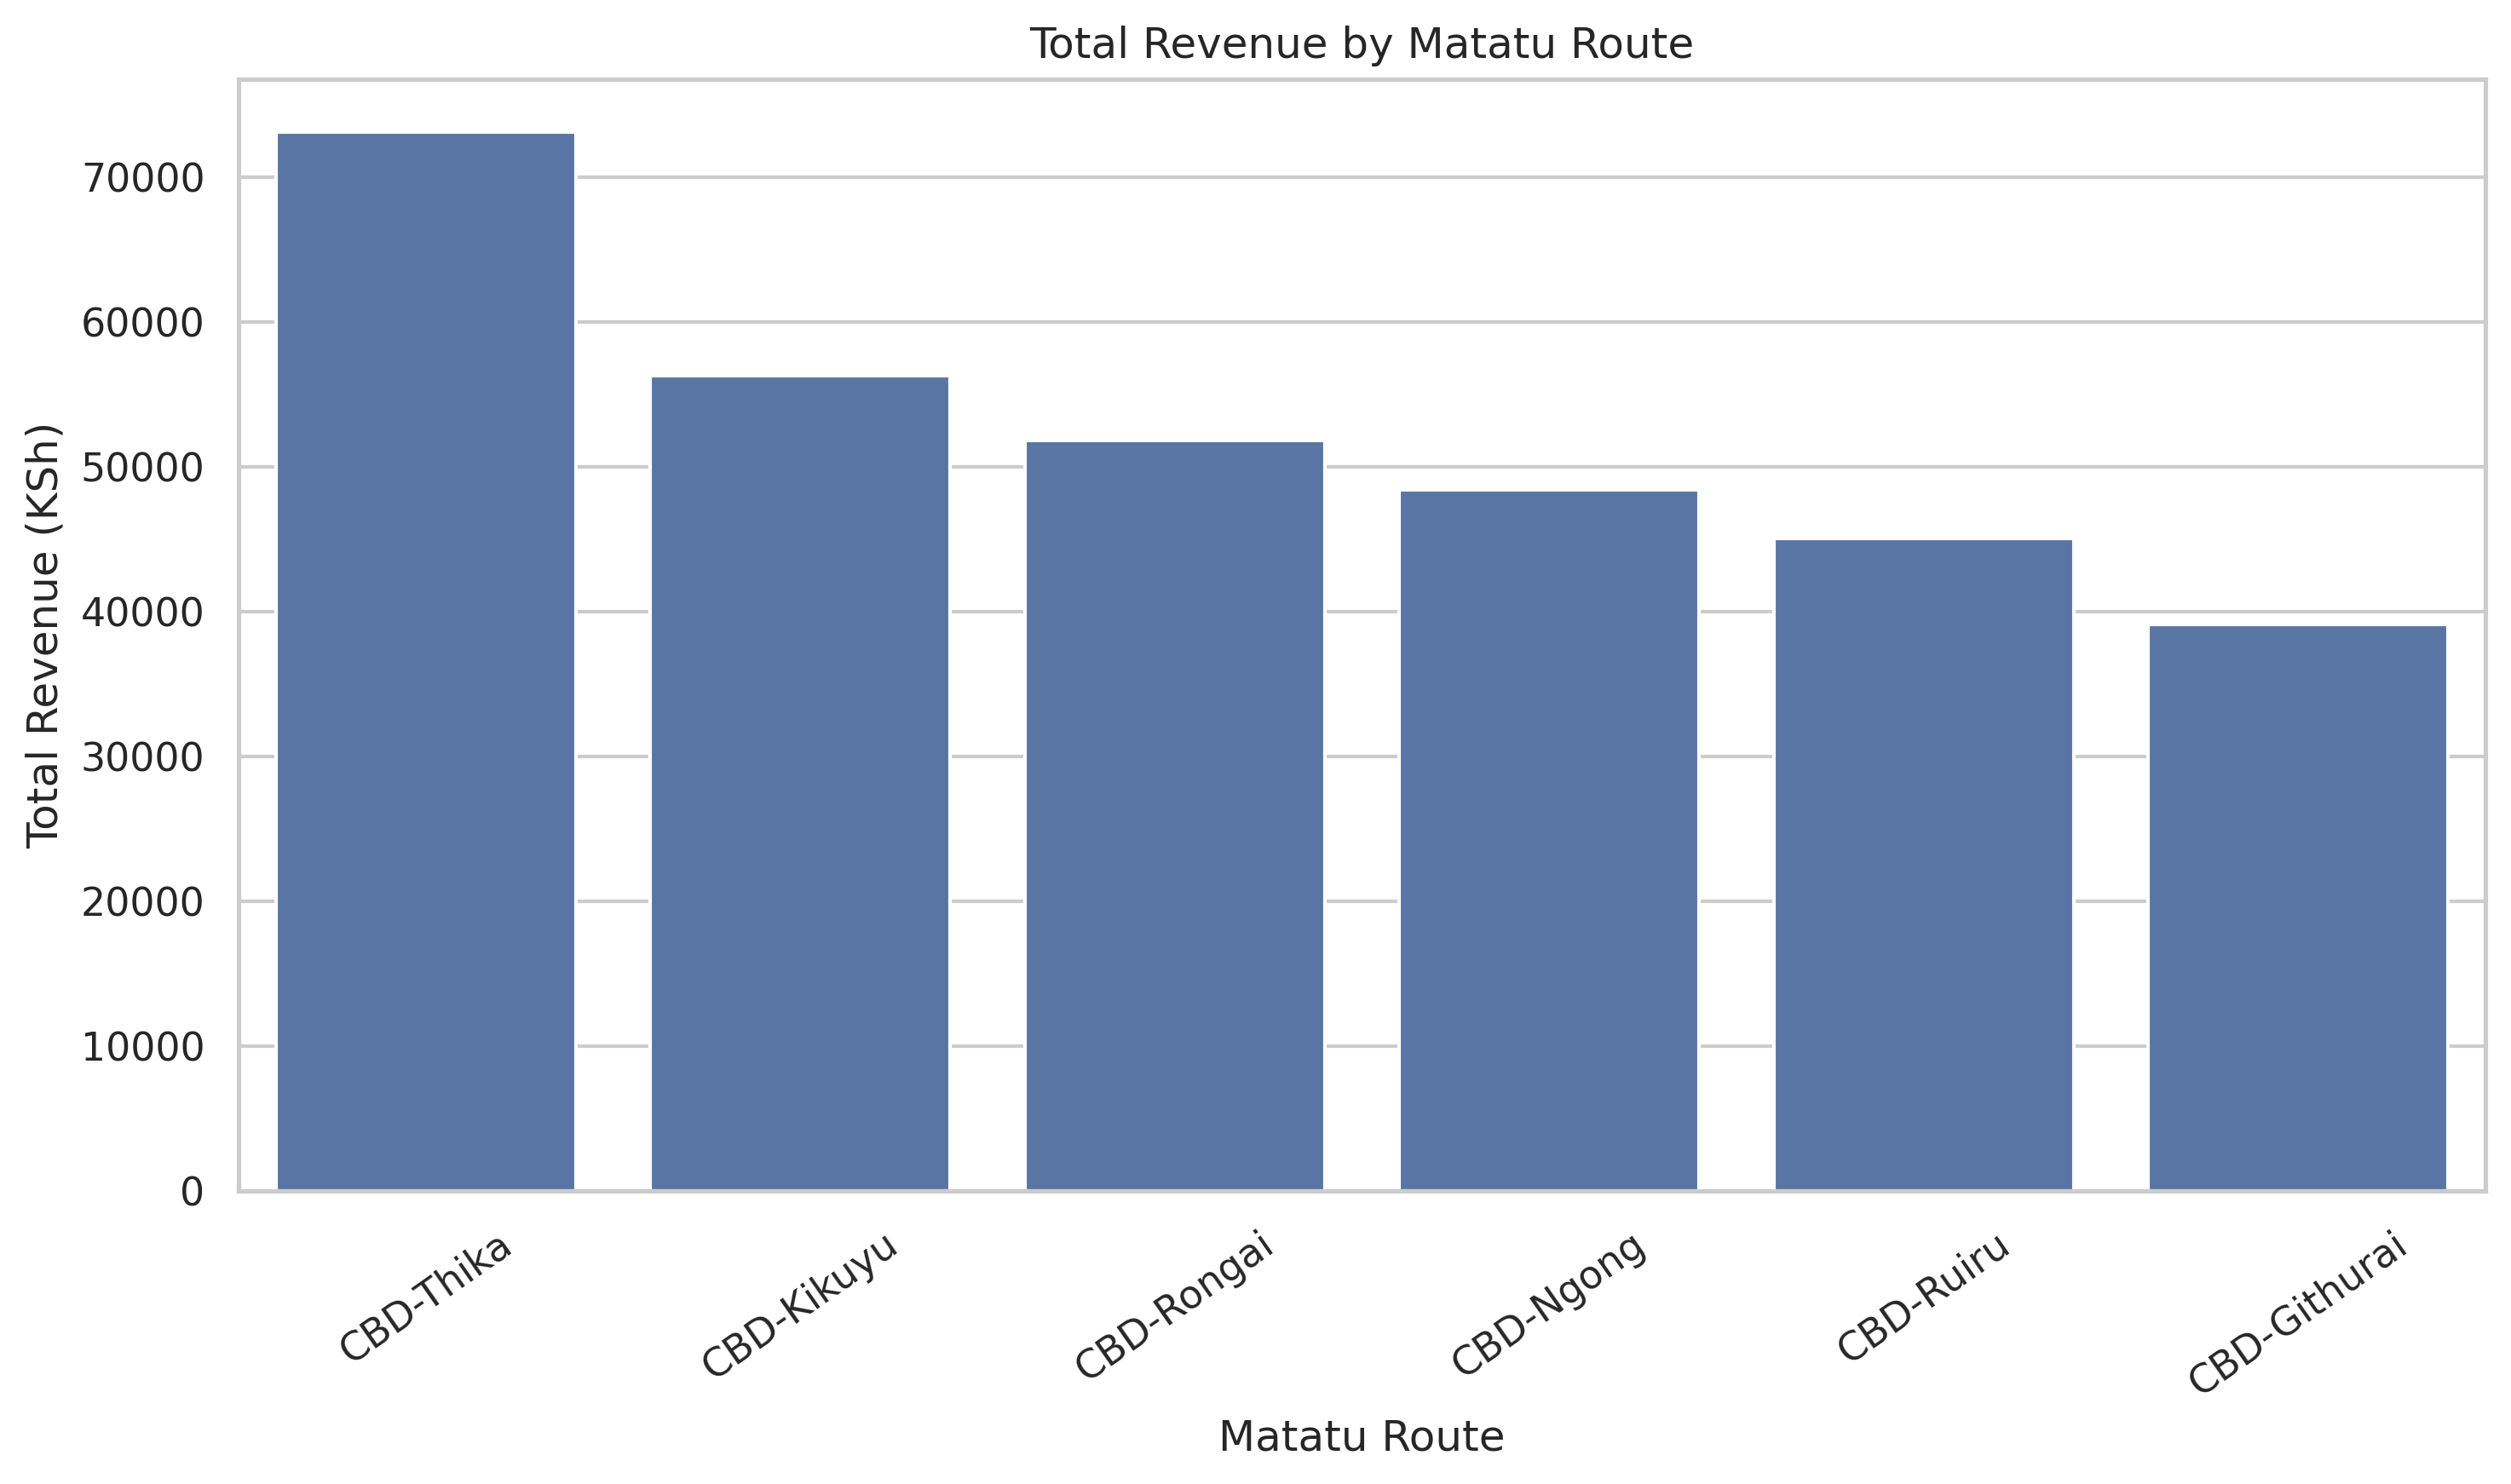 Total Revenue by Matatu Route
Total Revenue (KSh)
70000
60000
50000
40000
30000
20000
10000
0
CBD-Thika
CBD-Kikuyu
CBD-Rongai
CBD-Ngong
CBD-Ruiru
CBD-Githurai
Matatu Route